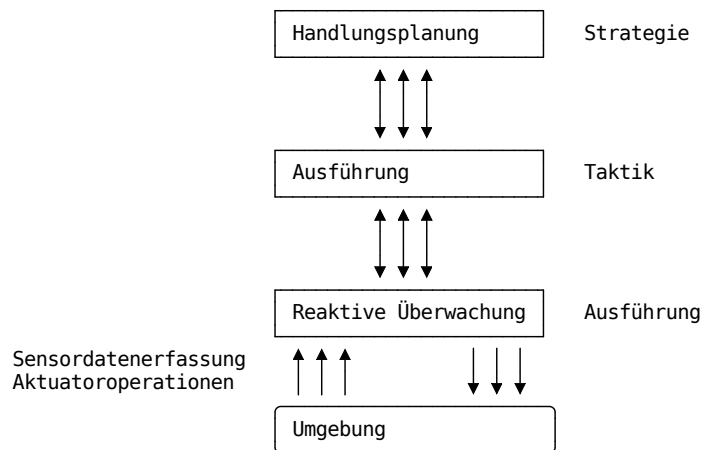 Handlungsplanung Strategie
Ausführung Taktik
Reaktive Überwachung Ausführung
Sensordatenerfassung
Aktuatoroperationen
Umgebung